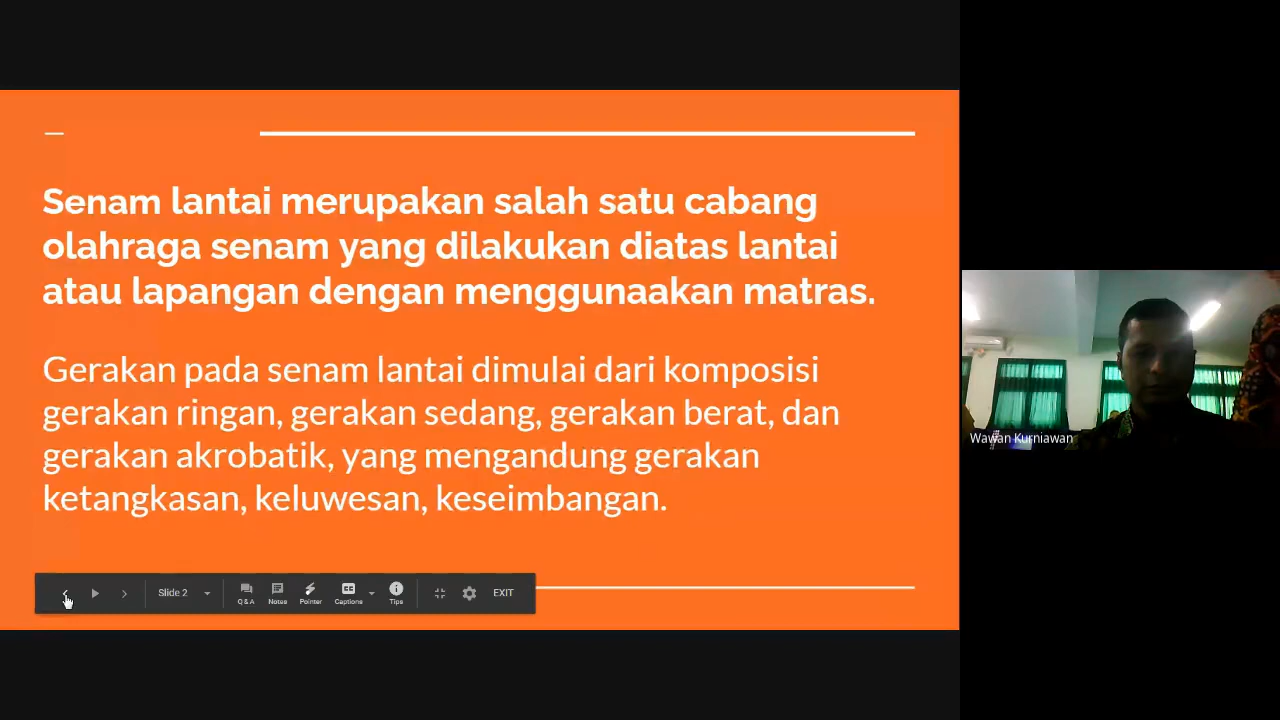 Senam lantai merupakan salah satu cabang
olahraga senam yang dilakukan diatas lantai
atau lapangan dengan menggunaakan matras.
Gerakan pada senam lantai dimulai dari komposisi
gerakan ringan, gerakan sedang, gerakan berat, dan
gerakan akrobatik, yang mengandung gerakan
ketangkasan, keluwesan, keseimbangan.
Slide 2
Q & A
Notes
Pointer
CC
Captions
Tips
EXIT
Wawan Kurniawan